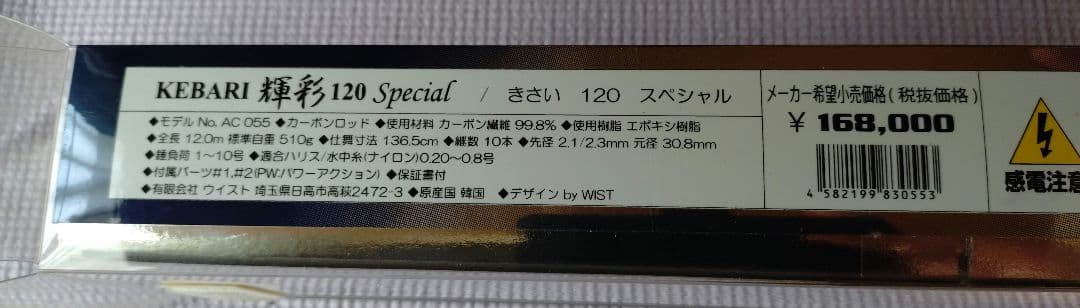 KEBARI 輝彩 120 Special / きさい 120 スペシャル
◆モデル No. AC 055 ◆カーボンロッド ◆使用材料 カーボン繊維 99.8% ◆使用樹脂 エポキシ樹脂
◆全長 12.0m 標準自重 510g ◆仕舞寸法 136.5cm ◆継数 10本 ◆先径 2.1/2.3mm 元径 30.8mm
◆錘負荷 1～10号 ◆適合ハリス/水中糸(ナイロン)0.20～0.8号
◆付属パーツ#1,#2(PW:パワーアクション) ◆保証書付
◆有限会社 ウイスト 埼玉県日高市高萩2472-3 ◆原産国 韓国 ◆デザイン by WIST
メーカー希望小売価格(税抜価格)
￥168,000
4 582199 830553
感電注意